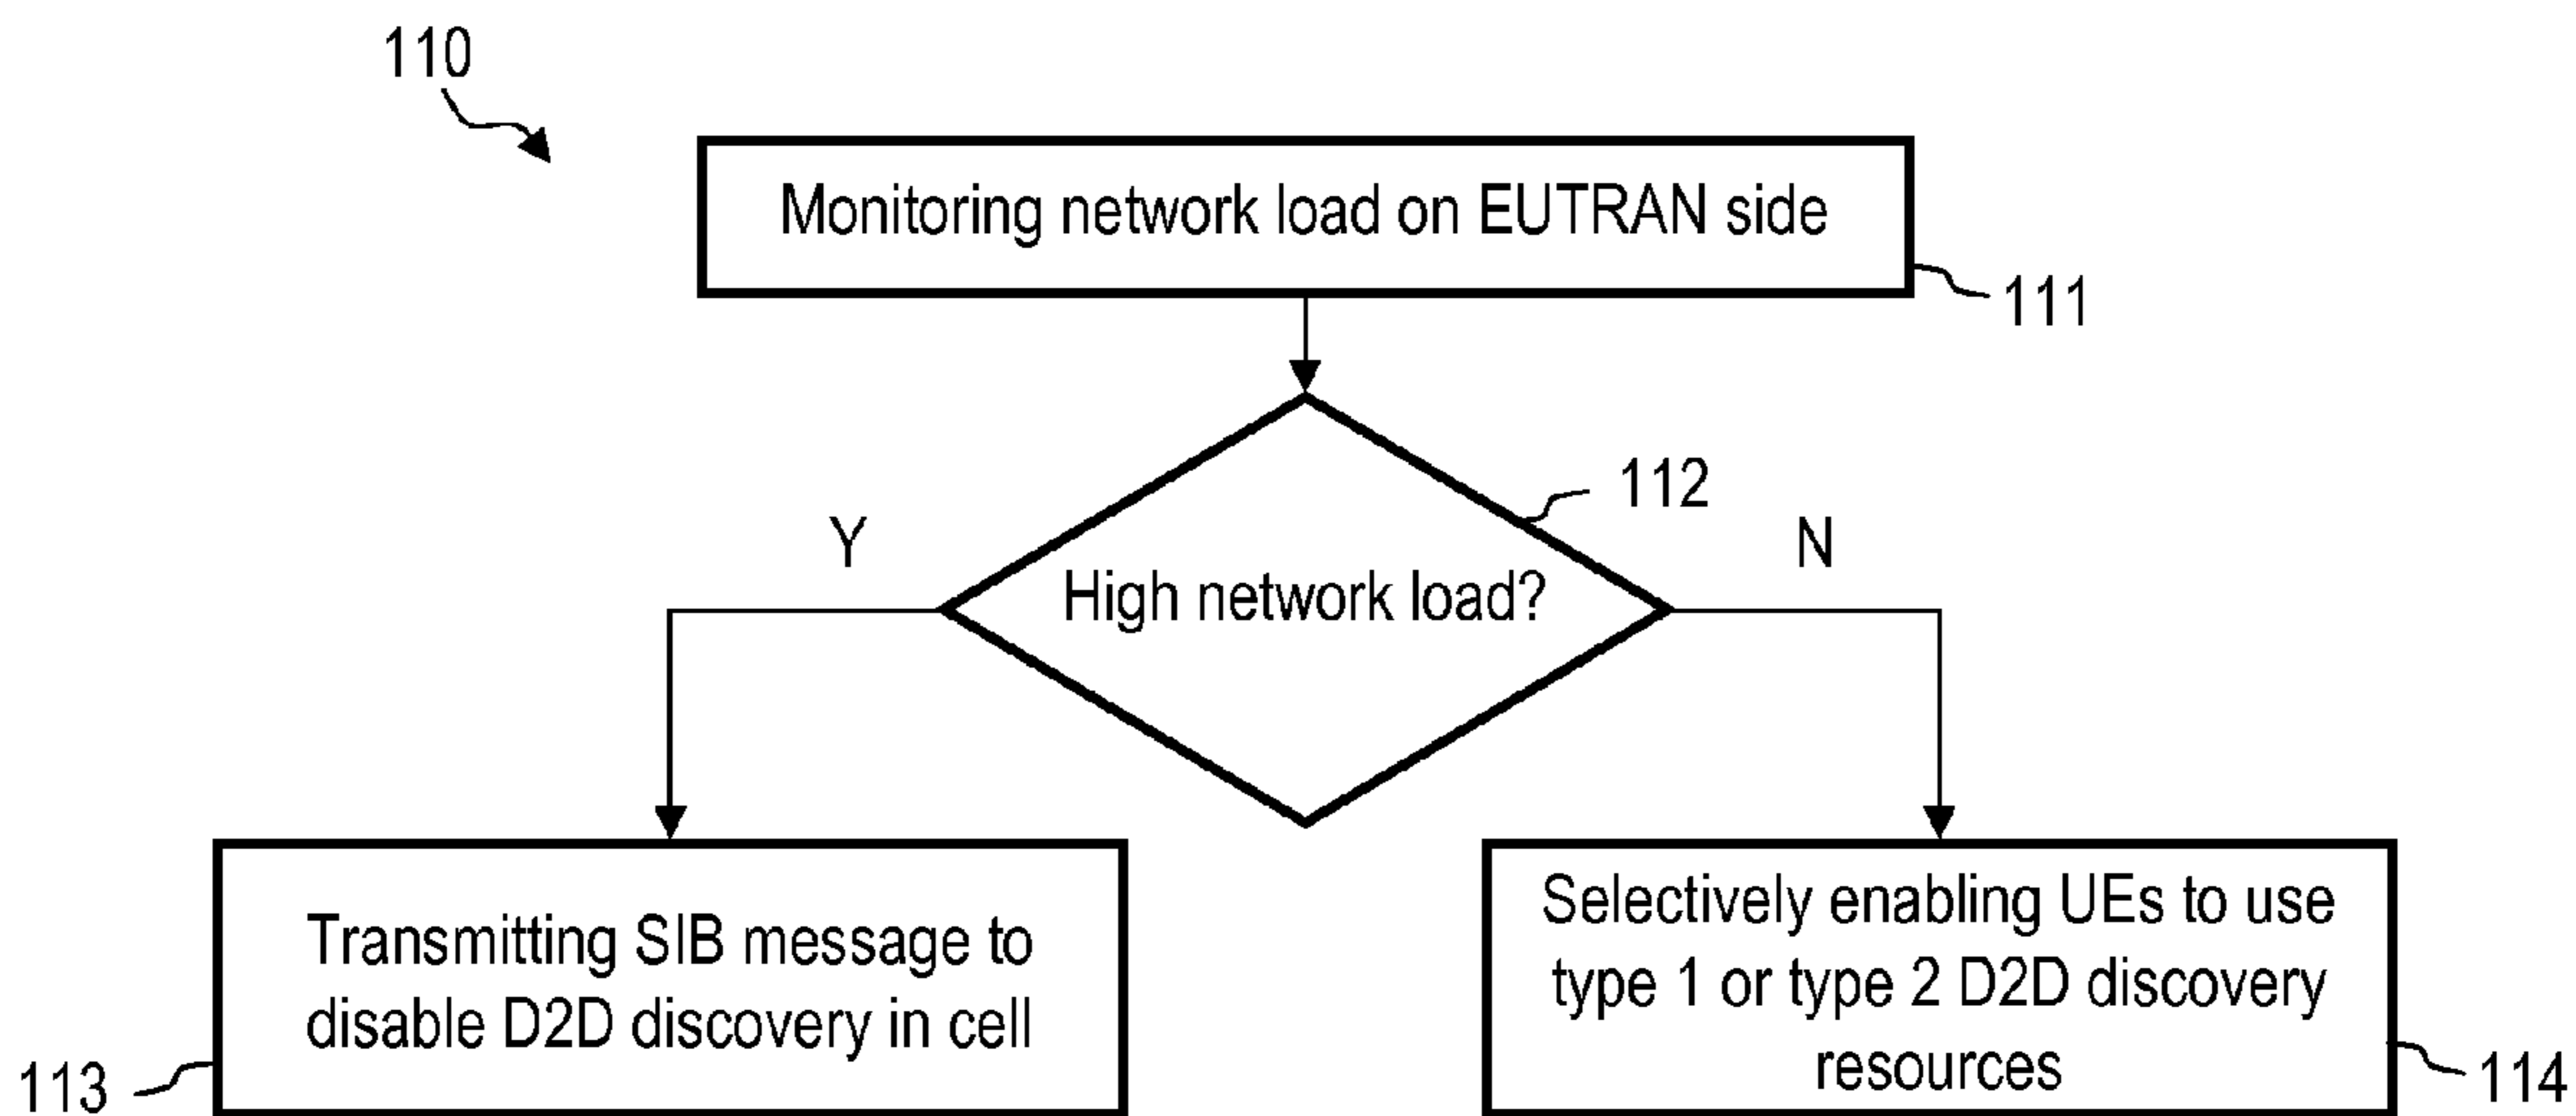 110
Monitoring network load on EUTRAN side
111
112
Y
N
High network load?
Transmitting SIB message to
disable D2D discovery in cell
113
Selectively enabling UEs to use
type 1 or type 2 D2D discovery
resources
114